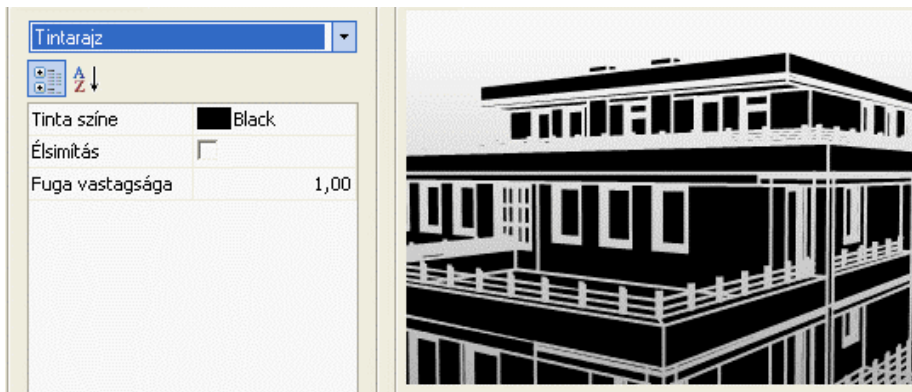 Tintarajz
A
Z
Tinta színe Black
Élsimítás
Fuga vastagsága 1,00